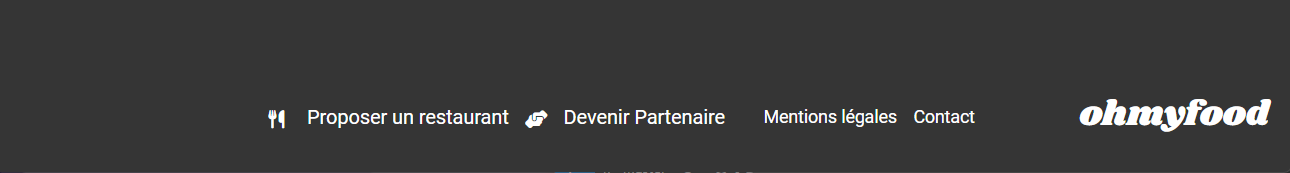 Proposer un restaurant Devenir Partenaire Mentions légales Contact ohmyfood